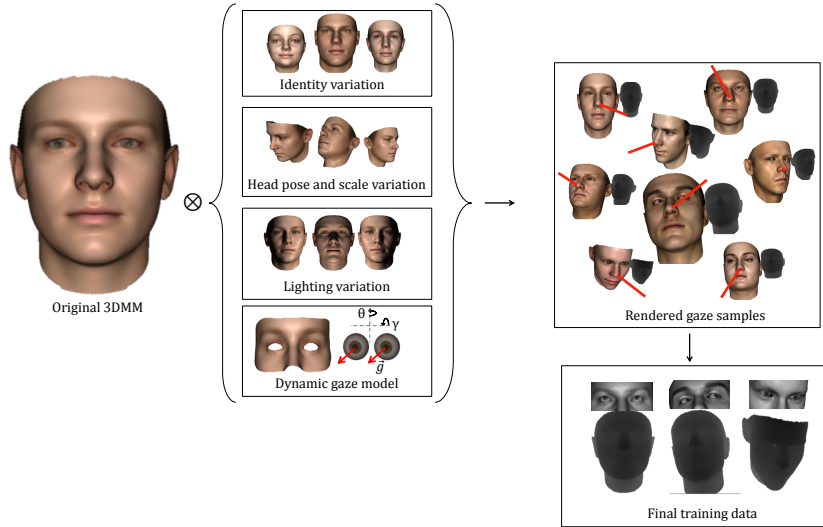 Original 3DMM
⊗
Identity variation
Head pose and scale variation
Lighting variation
θ
γ
g⃗
Dynamic gaze model
Rendered gaze samples
Final training data